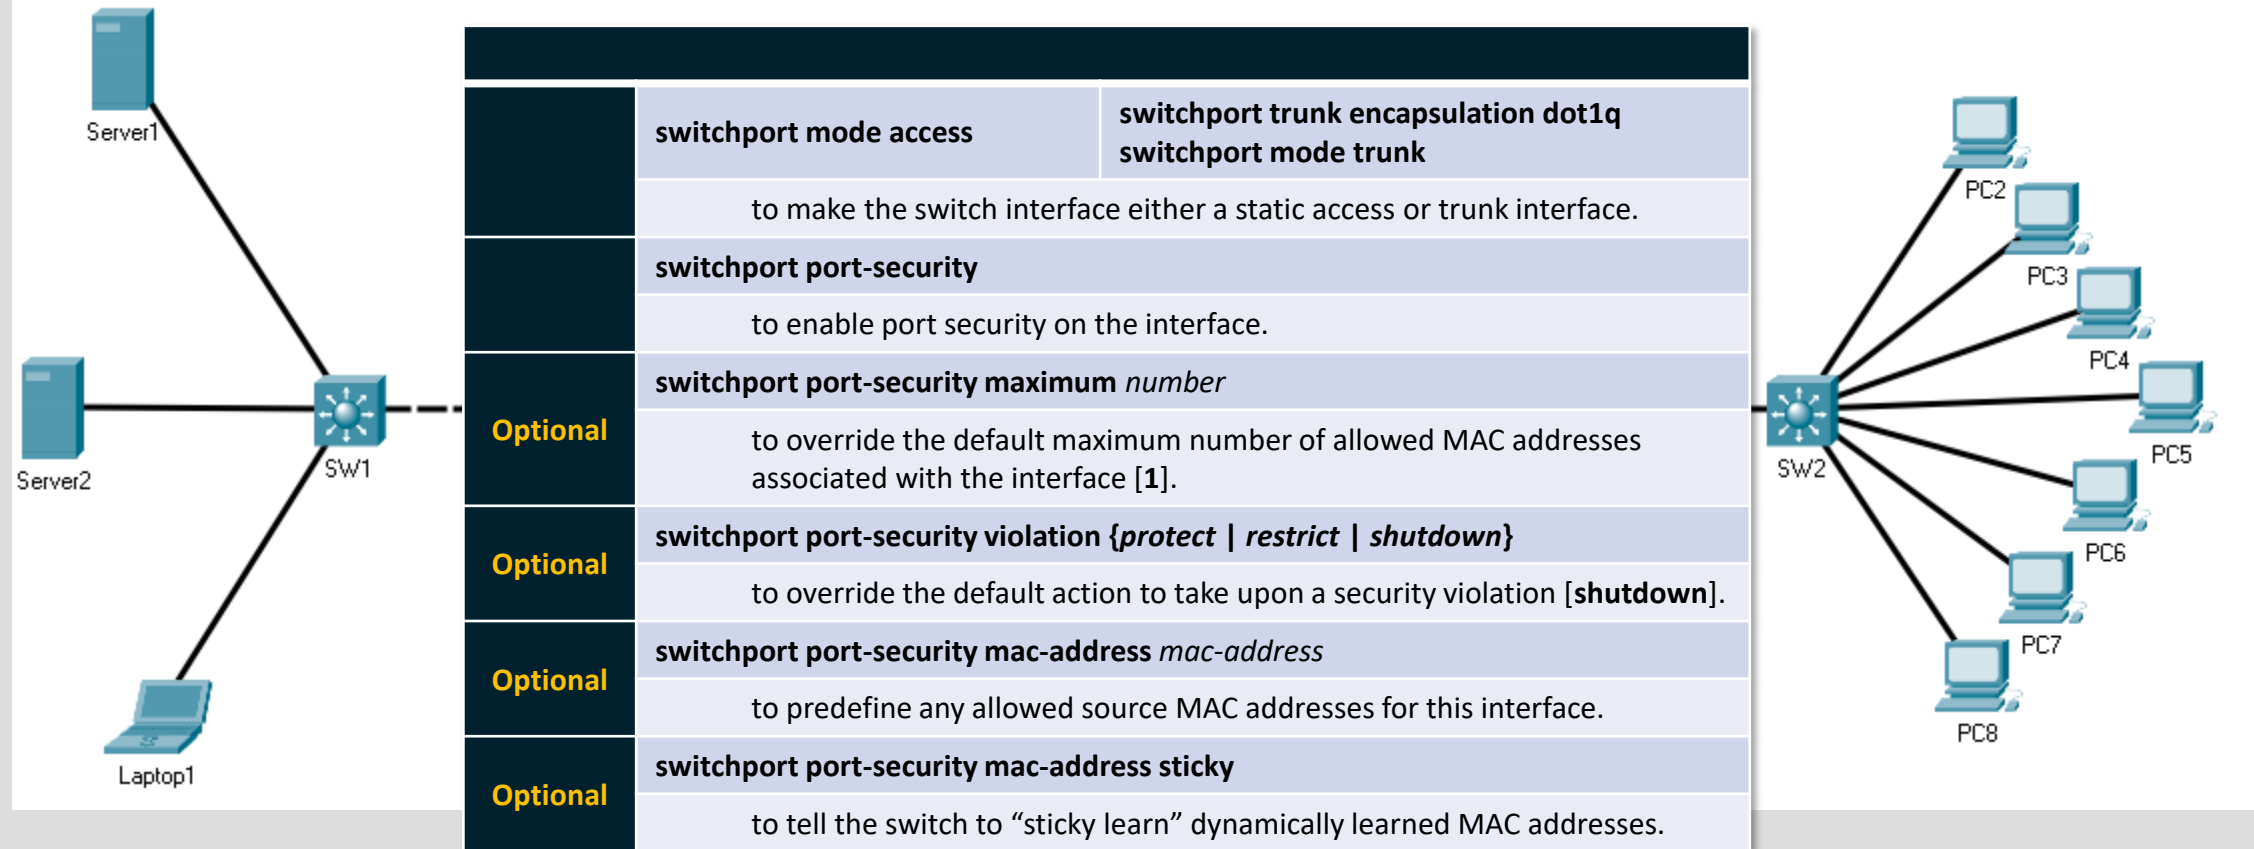 Server1
Server2
SW1
Laptop1
switchport mode access
switchport trunk encapsulation dot1q
switchport mode trunk
to make the switch interface either a static access or trunk interface.
switchport port-security
to enable port security on the interface.
Optional
switchport port-security maximum number
to override the default maximum number of allowed MAC addresses
associated with the interface [1].
Optional
switchport port-security violation {protect | restrict | shutdown}
to override the default action to take upon a security violation [shutdown].
Optional
switchport port-security mac-address mac-address
to predefine any allowed source MAC addresses for this interface.
Optional
switchport port-security mac-address sticky
to tell the switch to “sticky learn” dynamically learned MAC addresses.
PC2
PC3
PC4
PC5
SW2
PC6
PC7
PC8